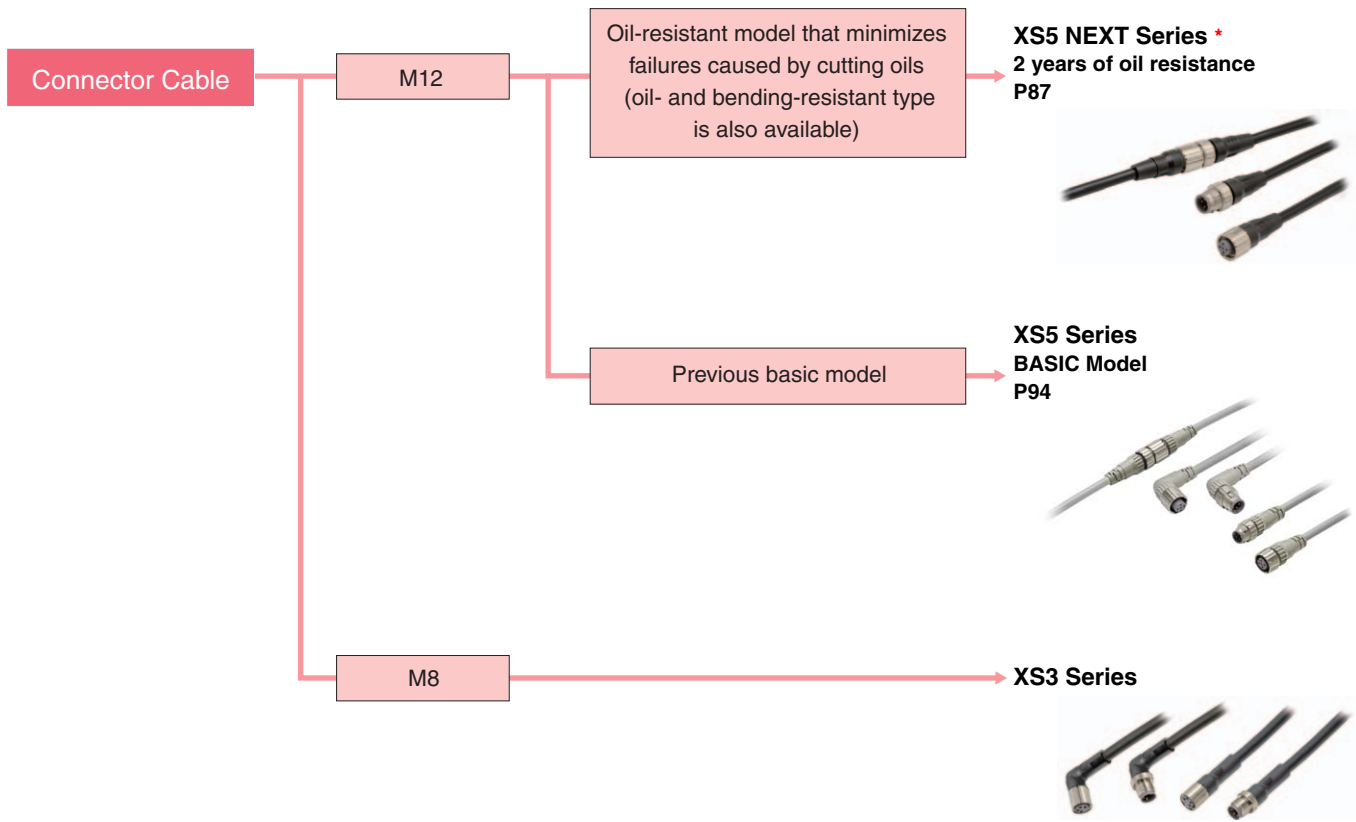 Connector Cable
M12
Oil-resistant model that minimizes
failures caused by cutting oils
(oil- and bending-resistant type
is also available)
XS5 NEXT Series *
2 years of oil resistance
P87
Previous basic model
XS5 Series
BASIC Model
P94
M8
XS3 Series